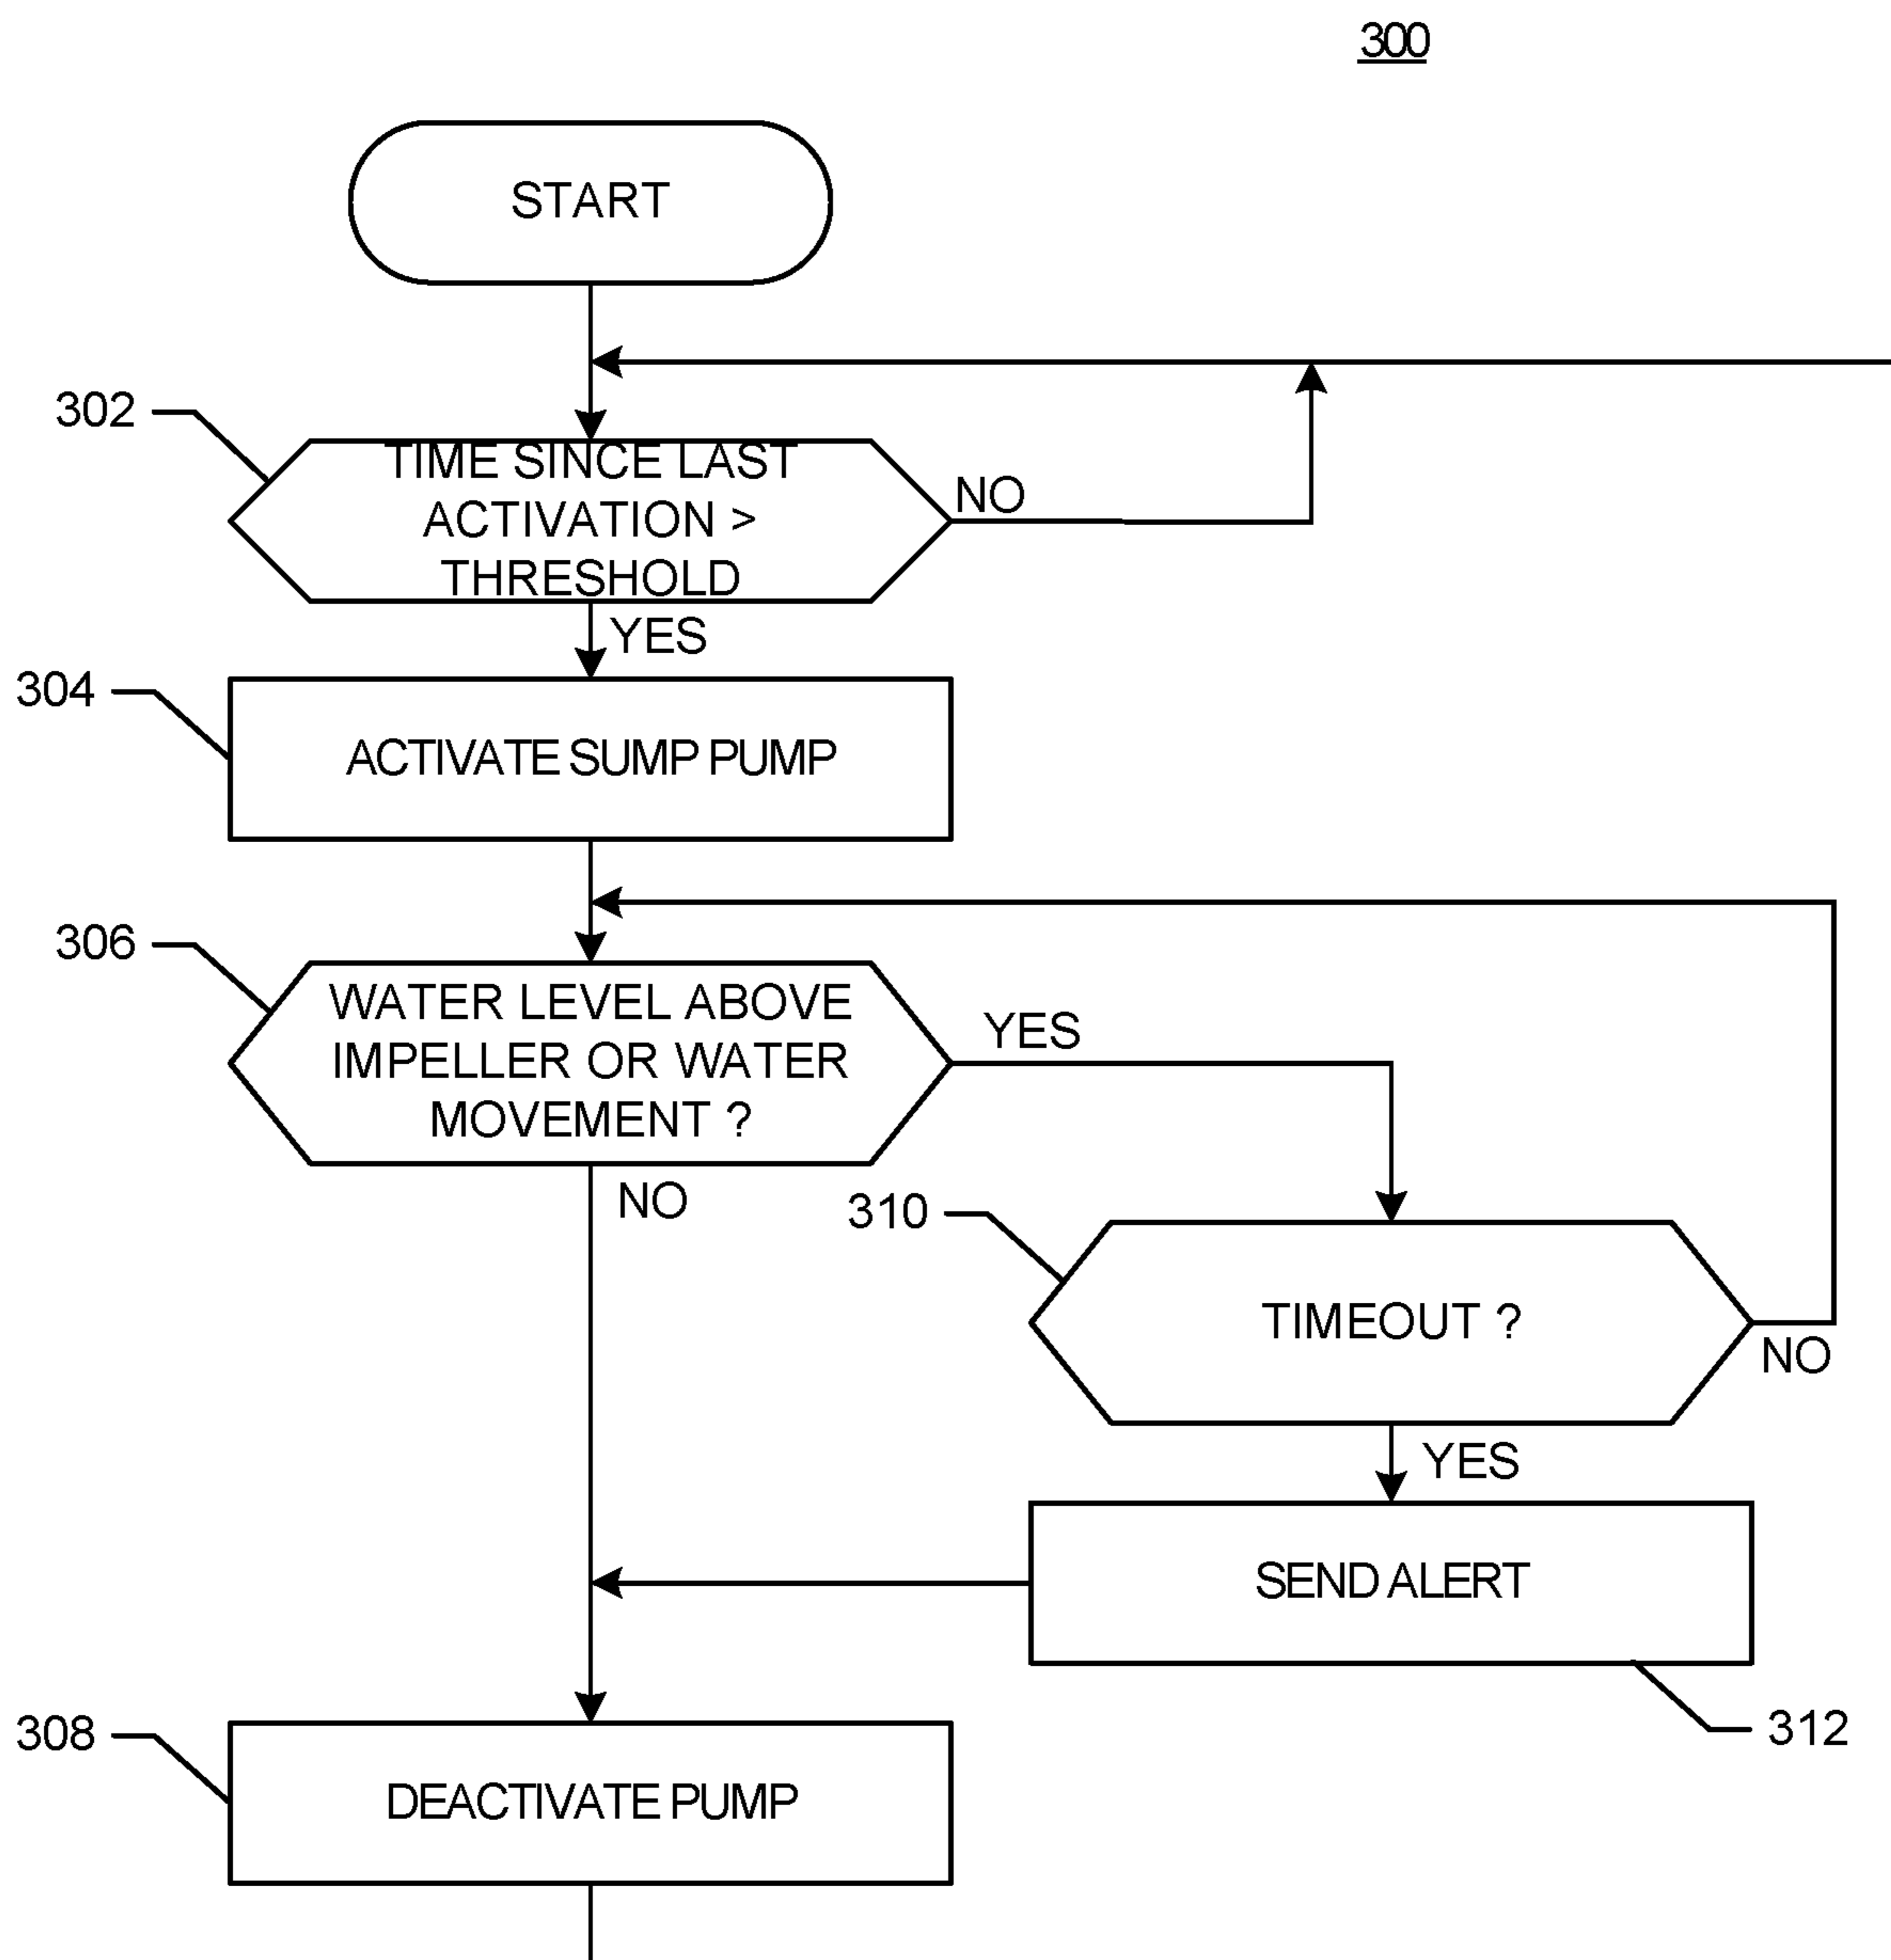 300
START
302
TIME SINCE LAST
ACTIVATION >
THRESHOLD
NO
YES
304
ACTIVATE SUMP PUMP
306
WATER LEVEL ABOVE
IMPELLER OR WATER
MOVEMENT ?
YES
NO
310
TIMEOUT ?
NO
YES
SEND ALERT
312
308
DEACTIVATE PUMP